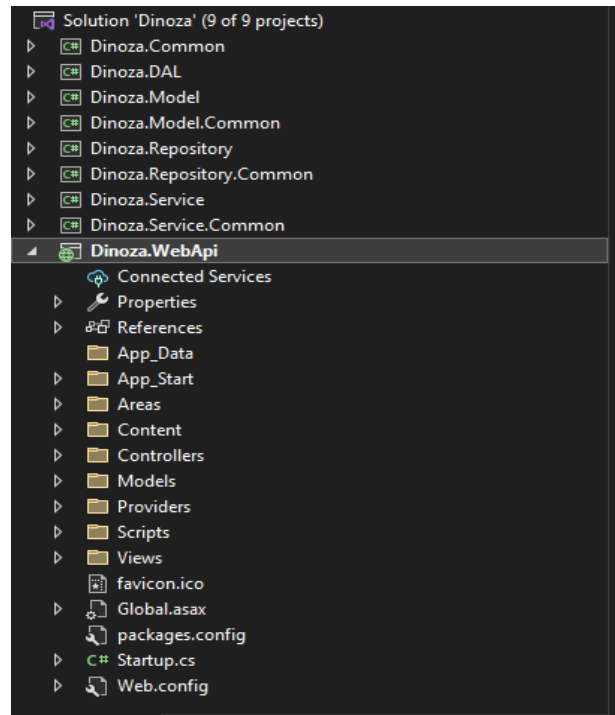 Solution 'Dinoza' (9 of 9 projects)
C# Dinoza.Common
C# Dinoza.DAL
C# Dinoza.Model
C# Dinoza.Model.Common
C# Dinoza.Repository
C# Dinoza.Repository.Common
C# Dinoza.Service
C# Dinoza.Service.Common
Dinoza.WebApi
Connected Services
Properties
References
App_Data
App_Start
Areas
Content
Controllers
Models
Providers
Scripts
Views
favicon.ico
Global.asax
packages.config
C# Startup.cs
Web.config